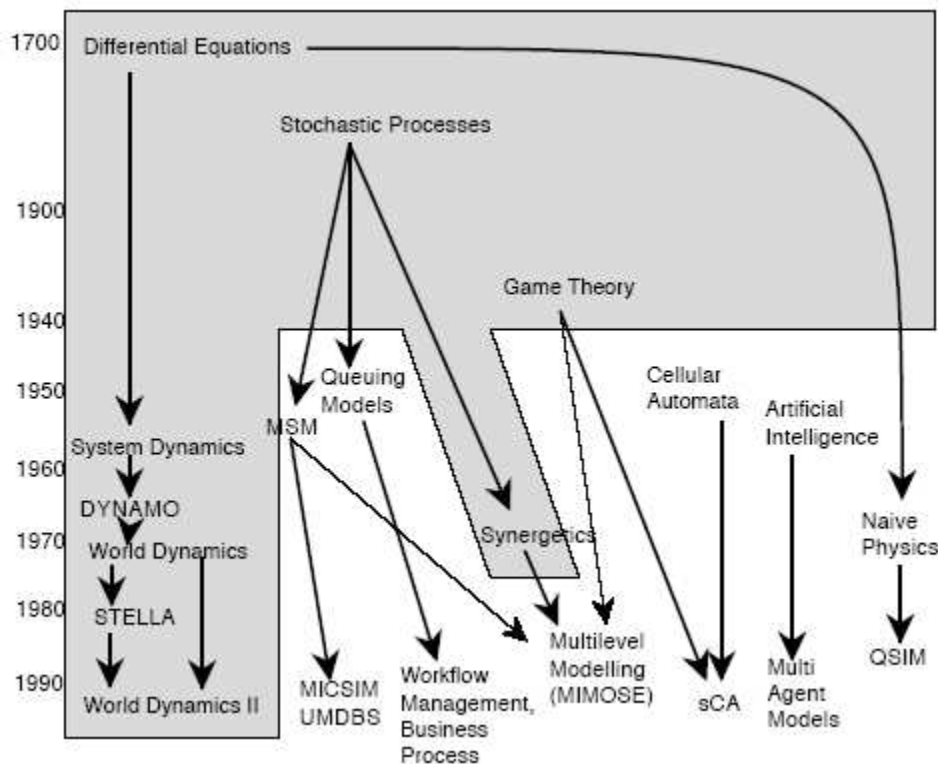 1700
Differential Equations
Stochastic Processes
1900
Game Theory
1940
1950
Queuing
Models
Cellular
Automata
Artificial
Intelligence
MSM
System Dynamics
1960
DYNAMO
Naive
Physics
Synergetics
1970
World Dynamics
1980
STELLA
Multilevel
Modelling
(MIMOSE)
QSIM
1990
MICSIM
UMDBS
Workflow
Management,
Business
Process
sCA
Multi
Agent
Models
World Dynamics II